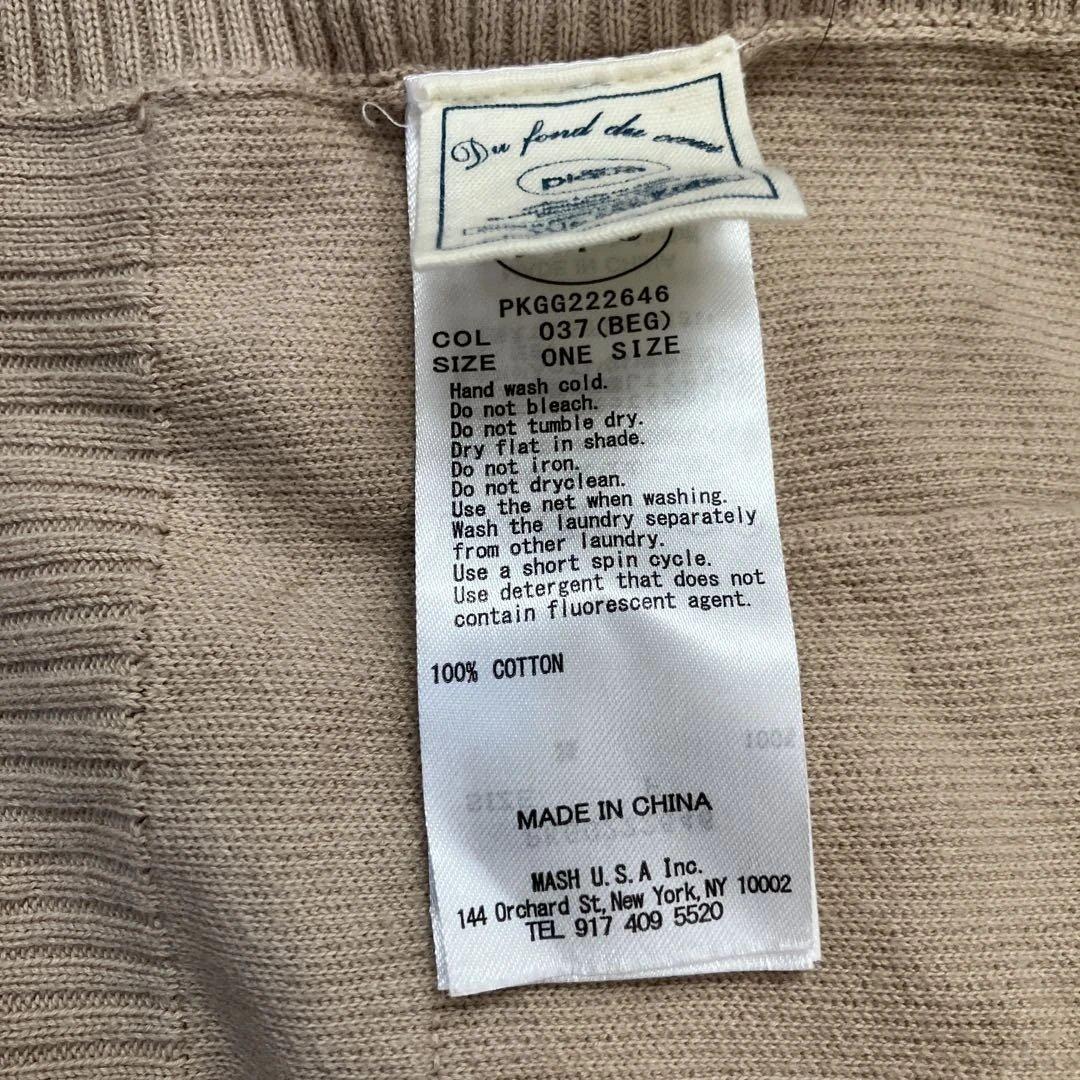 Du fond du coeur
PKGG222646
COL 037 (BEG)
SIZE ONE SIZE
Hand wash cold.
Do not bleach.
Do not tumble dry.
Dry flat in shade.
Do not iron.
Do not dryclean.
Use the net when washing.
Wash the laundry separately
from other laundry.
Use a short spin cycle.
Use detergent that does not
contain fluorescent agent.
100% COTTON
MADE IN CHINA
MASH U.S.A Inc.
144 Orchard St, New York, NY 10002
TEL 917 409 5520